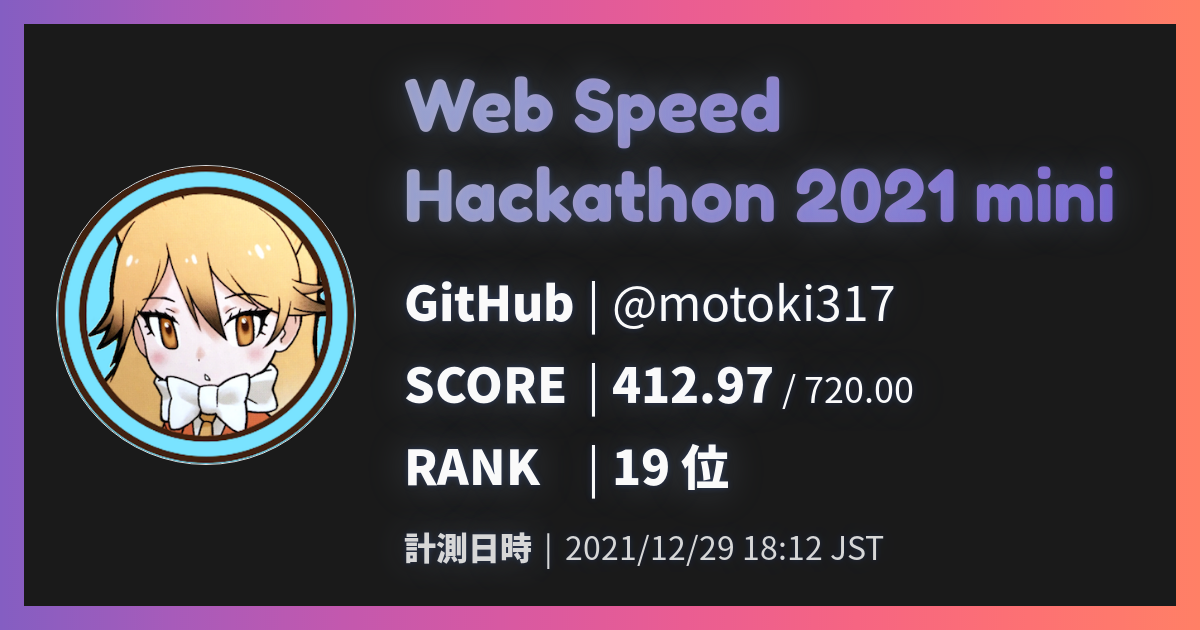 Web Speed
Hackathon 2021 mini
GitHub | @motoki317
SCORE | 412.97 / 720.00
RANK | 19 位
計測日時 | 2021/12/29 18:12 JST